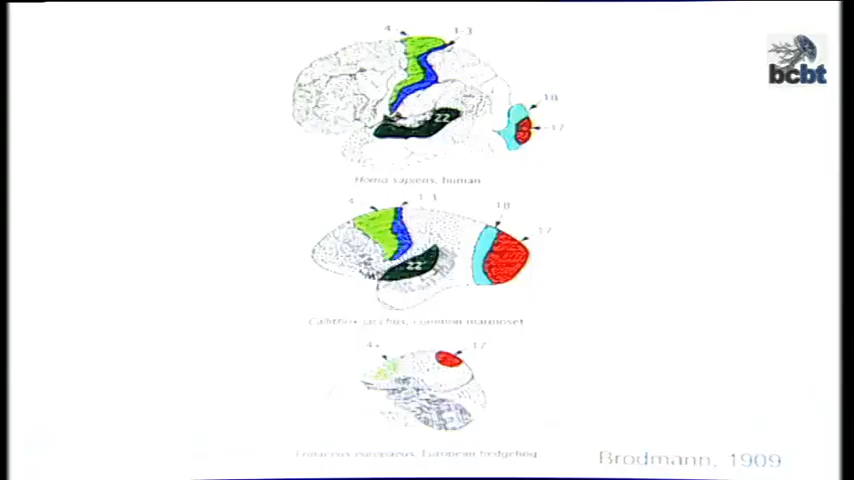 4 1-3
bcbt
22
18
17
Homo sapiens, human
4 1-3
18
17
22
Callithrix jacchus, common marmoset
4 17
Erinaceus europaeus, European hedgehog
Brodmann, 1909